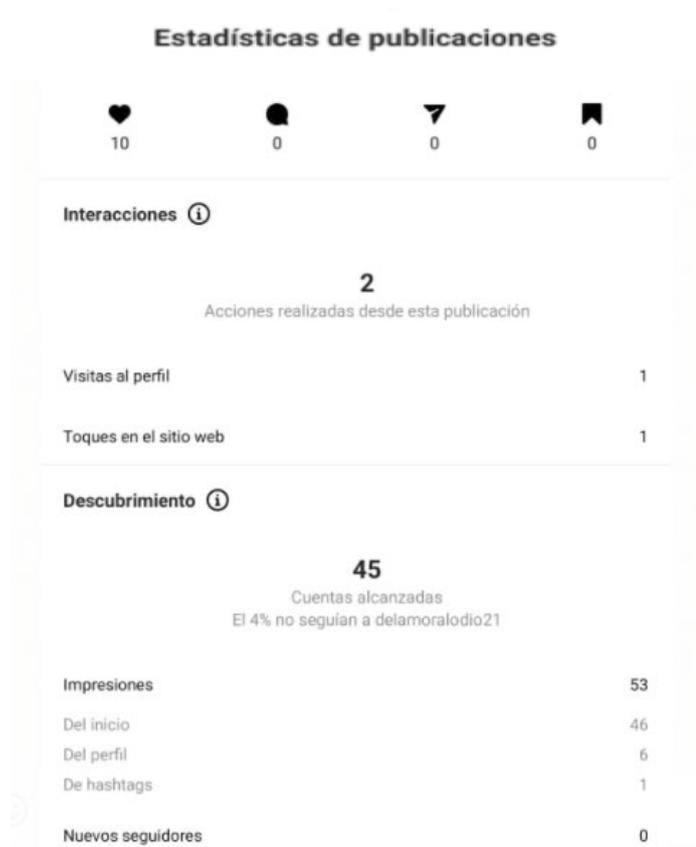 Estadísticas de publicaciones
10 0 0 0
Interacciones
2
Acciones realizadas desde esta publicación
Visitas al perfil 1
Toques en el sitio web 1
Descubrimiento
45
Cuentas alcanzadas
El 4% no seguían a delamoralodio21
Impresiones 53
Del inicio 46
Del perfil 6
De hashtags 1
Nuevos seguidores 0